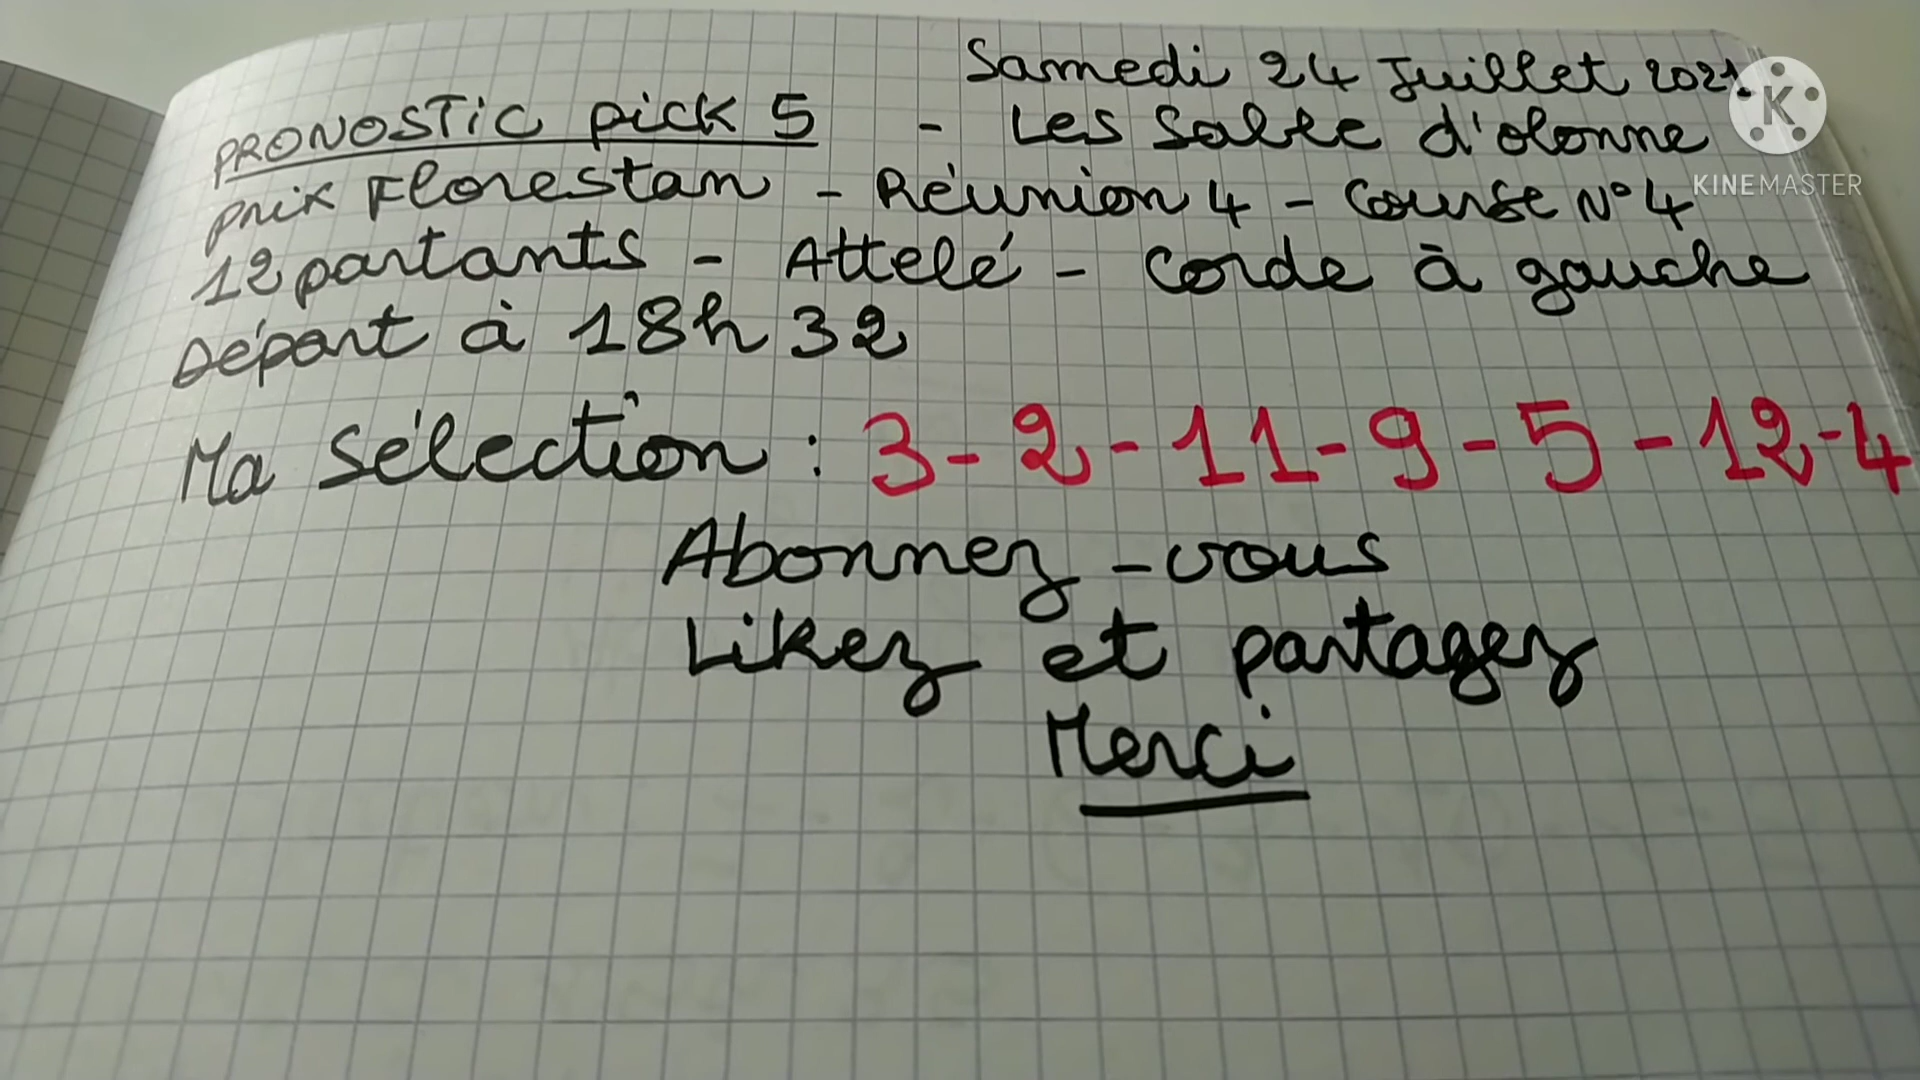 Samedi 24 Juillet 2021
PRONOSTIC pick 5 - Les Sable d'olonne
prix Florestan - Réunion 4 - Course N°4
12 partants - Attelé - Corde à gauche
Départ à 18h32
Ma sélection : 3-2-11-9-5-12-4
Abonnez-vous
Likez et partagez
Merci
K
KINEMASTER